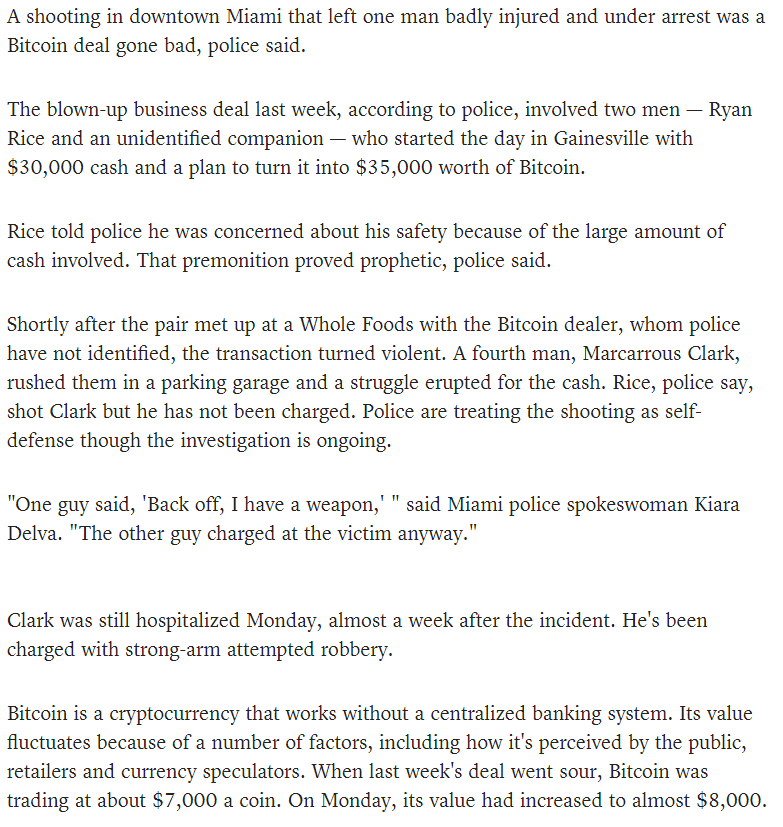 A shooting in downtown Miami that left one man badly injured and under arrest was a
Bitcoin deal gone bad, police said.
The blown-up business deal last week, according to police, involved two men — Ryan
Rice and an unidentified companion — who started the day in Gainesville with
$30,000 cash and a plan to turn it into $35,000 worth of Bitcoin.
Rice told police he was concerned about his safety because of the large amount of
cash involved. That premonition proved prophetic, police said.
Shortly after the pair met up at a Whole Foods with the Bitcoin dealer, whom police
have not identified, the transaction turned violent. A fourth man, Marcarrous Clark,
rushed them in a parking garage and a struggle erupted for the cash. Rice, police say,
shot Clark but he has not been charged. Police are treating the shooting as self-
defense though the investigation is ongoing.
"One guy said, 'Back off, I have a weapon,' " said Miami police spokeswoman Kiara
Delva. "The other guy charged at the victim anyway."
Clark was still hospitalized Monday, almost a week after the incident. He's been
charged with strong-arm attempted robbery.
Bitcoin is a cryptocurrency that works without a centralized banking system. Its value
fluctuates because of a number of factors, including how it's perceived by the public,
retailers and currency speculators. When last week's deal went sour, Bitcoin was
trading at about $7,000 a coin. On Monday, its value had increased to almost $8,000.